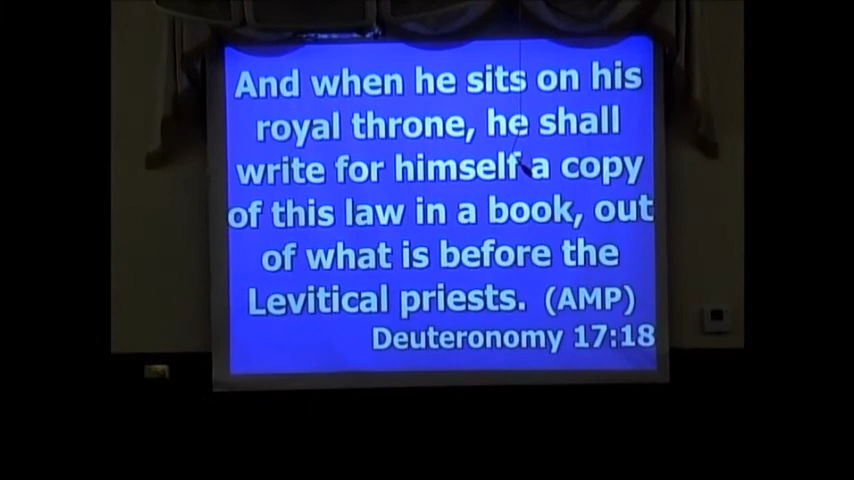 And when he sits on his
royal throne, he shall
write for himself a copy
of this law in a book, out
of what is before the
Levitical priests. (AMP)
Deuteronomy 17:18